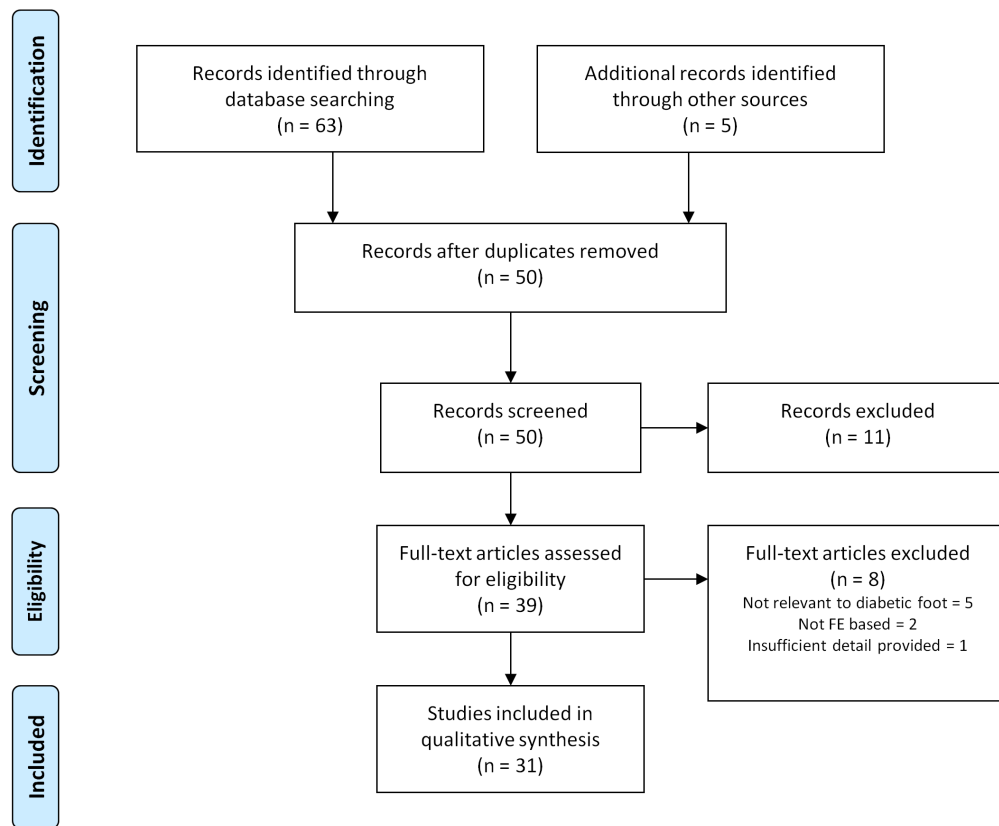 Identification
Records identified through
database searching
(n = 63)
Additional records identified
through other sources
(n = 5)
Screening
Records after duplicates removed
(n = 50)
Records screened
(n = 50)
Records excluded
(n = 11)
Eligibility
Full-text articles assessed
for eligibility
(n = 39)
Full-text articles excluded
(n = 8)
Not relevant to diabetic foot = 5
Not FE based = 2
Insufficient detail provided = 1
Included
Studies included in
qualitative synthesis
(n = 31)